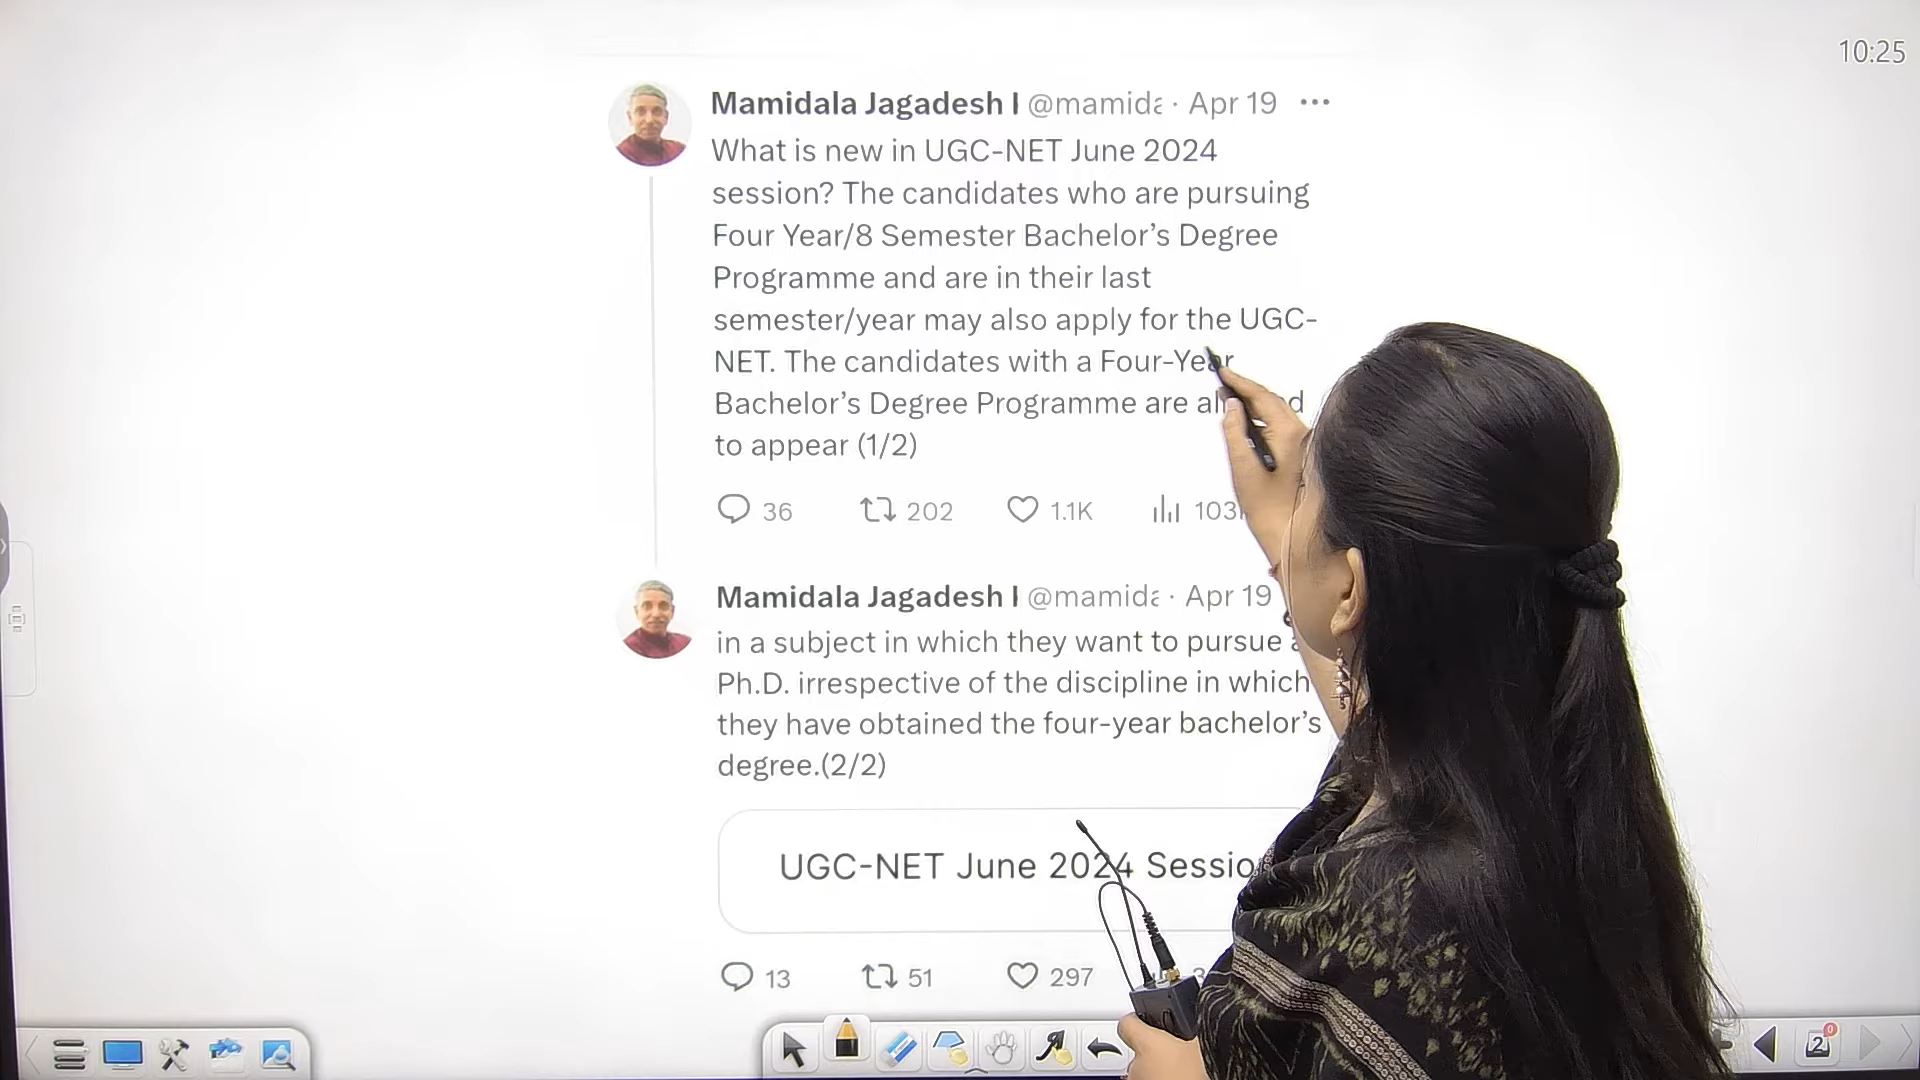 10:25
Mamidala Jagadesh @mamida · Apr 19
What is new in UGC-NET June 2024
session? The candidates who are pursuing
Four Year/8 Semester Bachelor's Degree
Programme and are in their last
semester/year may also apply for the UGC-
NET. The candidates with a Four-Year
Bachelor's Degree Programme are
to appear (1/2)
36 202 1.1K 103
Mamidala Jagadesh @mamida · Apr 19
in a subject in which they want to pursue
Ph.D. irrespective of the discipline in which
they have obtained the four-year bachelor's
degree.(2/2)
UGC-NET June 2024 Sessio
13 51 297
2
0